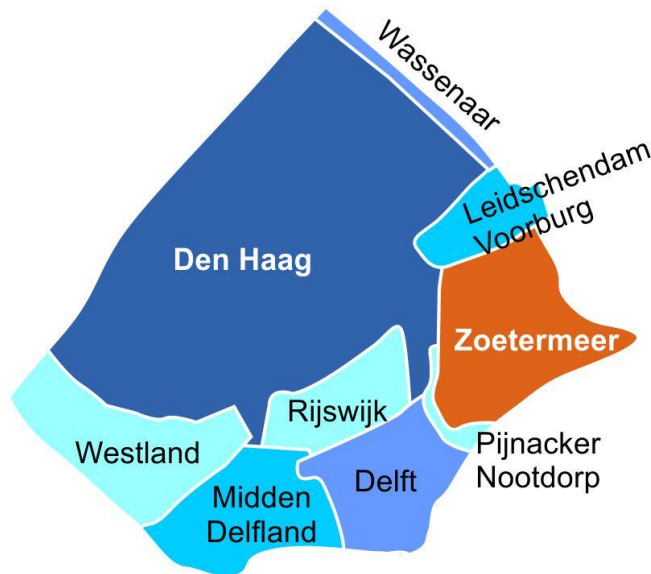 Wassenaar
Leidschendam
Voorburg
Den Haag
Zoetermeer
Rijswijk
Westland
Pijnacker
Nootdorp
Delft
Midden
Delfland